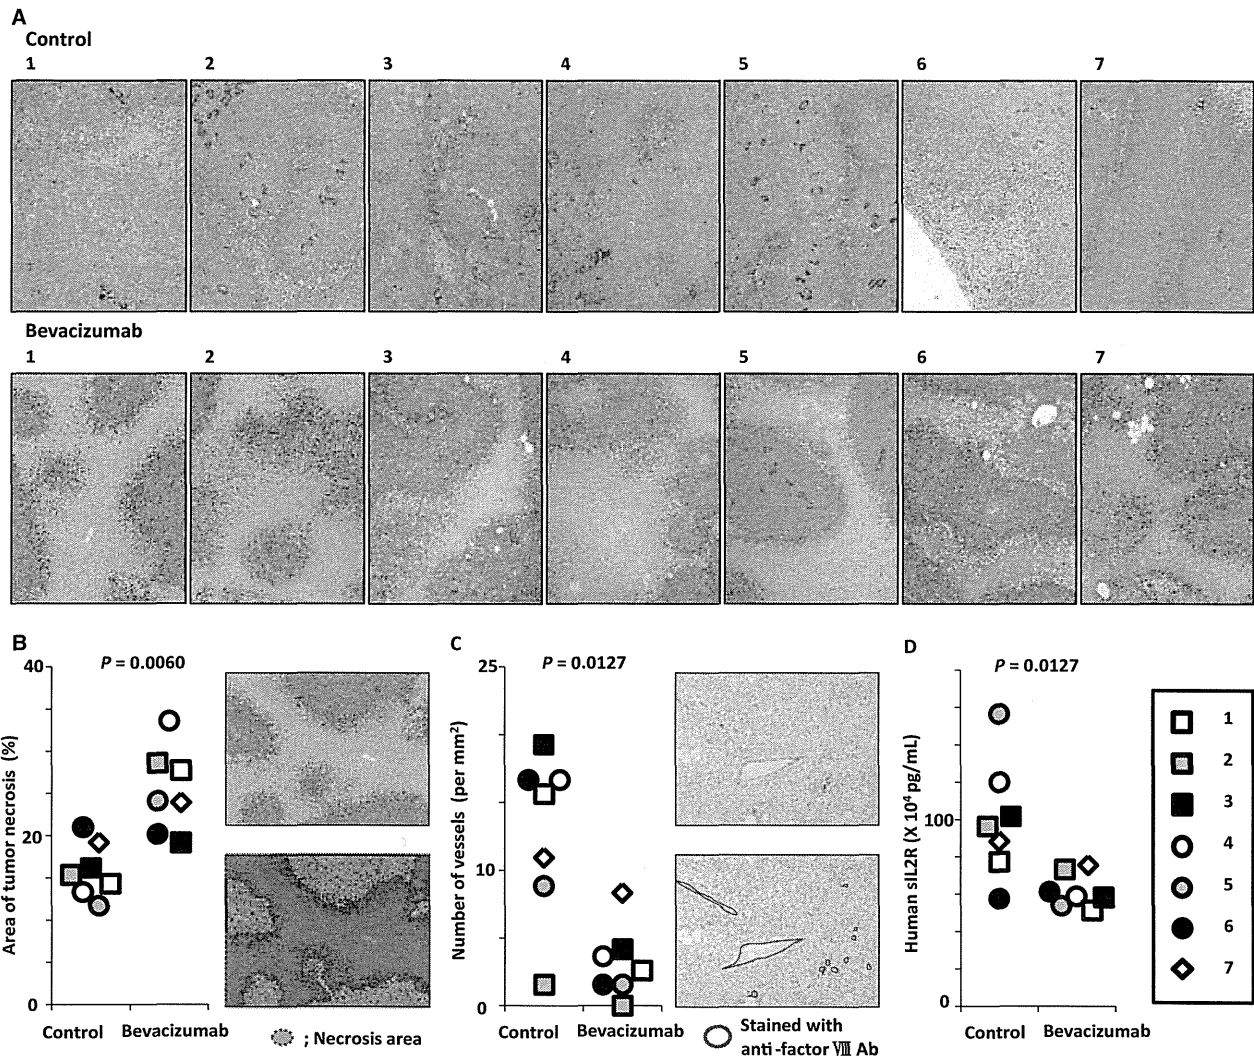 A
Control
1 2 3 4 5 6 7
Bevacizumab
1 2 3 4 5 6 7
B
P = 0.0060
40
20
0
Area of tumor necrosis (%)
Control Bevacizumab
; Necrosis area
C
P = 0.0127
25
10
0
Number of vessels (per mm²)
Control Bevacizumab
Stained with
anti-factor Ⅷ Ab
D
P = 0.0127
100
0
Human sIL2R (X 10⁴ pg/mL)
Control Bevacizumab
1
2
3
4
5
6
7